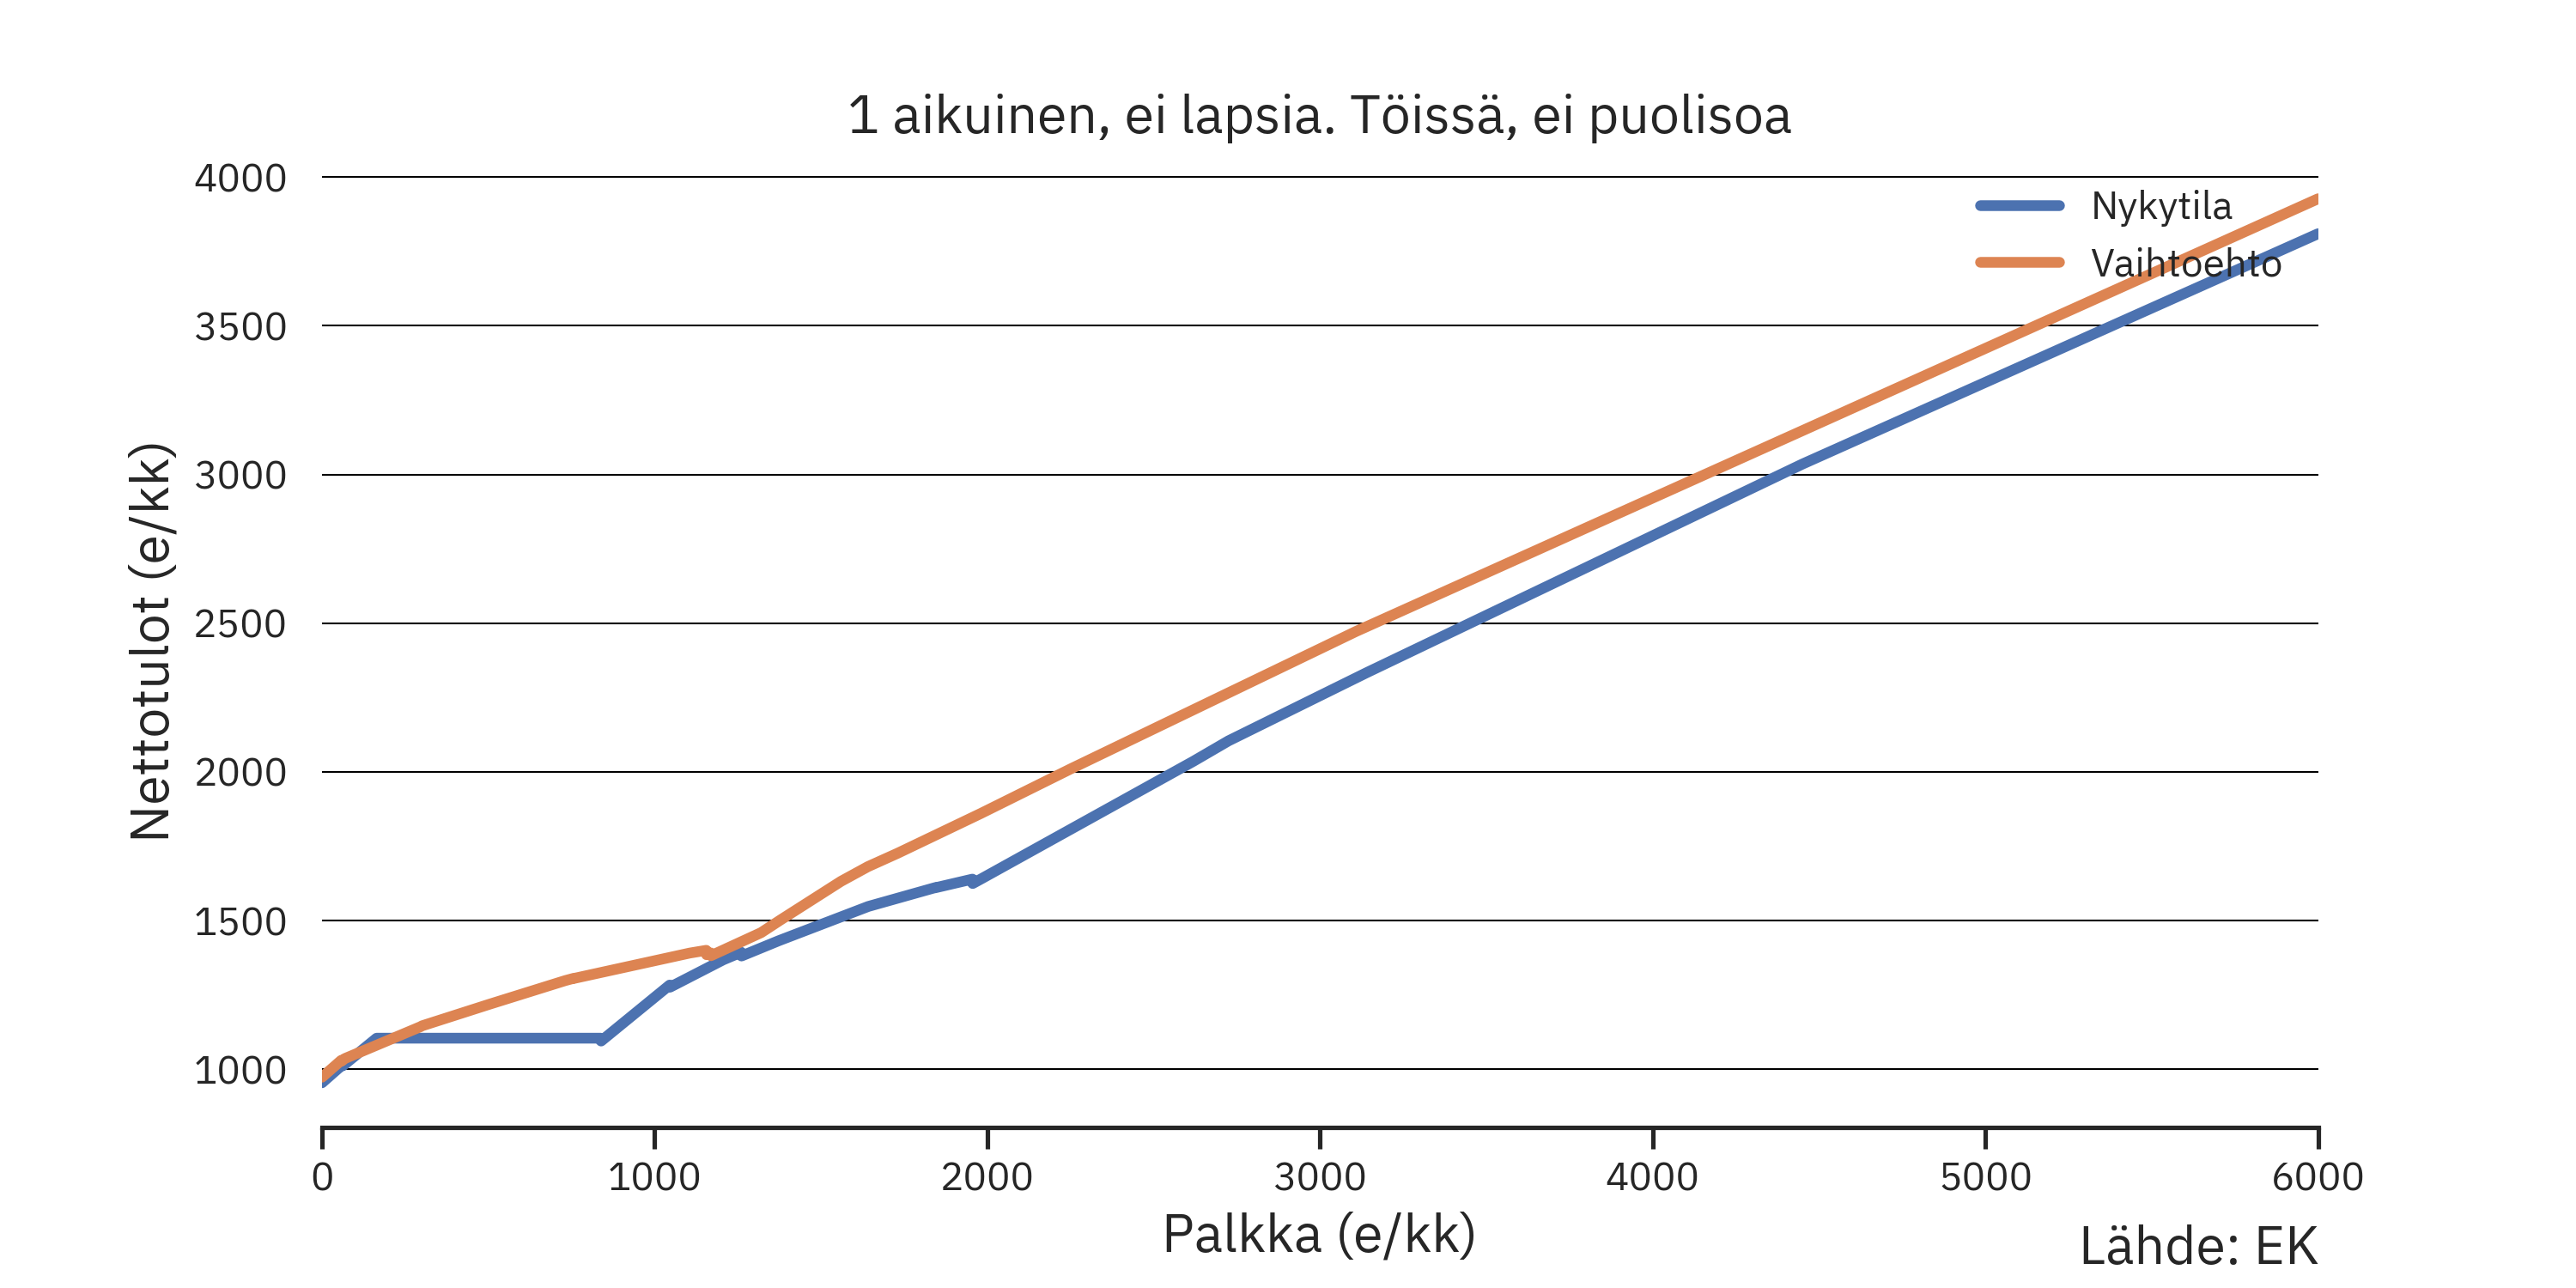 1 aikuinen, ei lapsia. Töissä, ei puolisoa
Nettotulot (e/kk)
4000
3500
3000
2500
2000
1500
1000
Nykytila
Vaihtoehto
0 1000 2000 3000 4000 5000 6000
Palkka (e/kk)
Lähde: EK